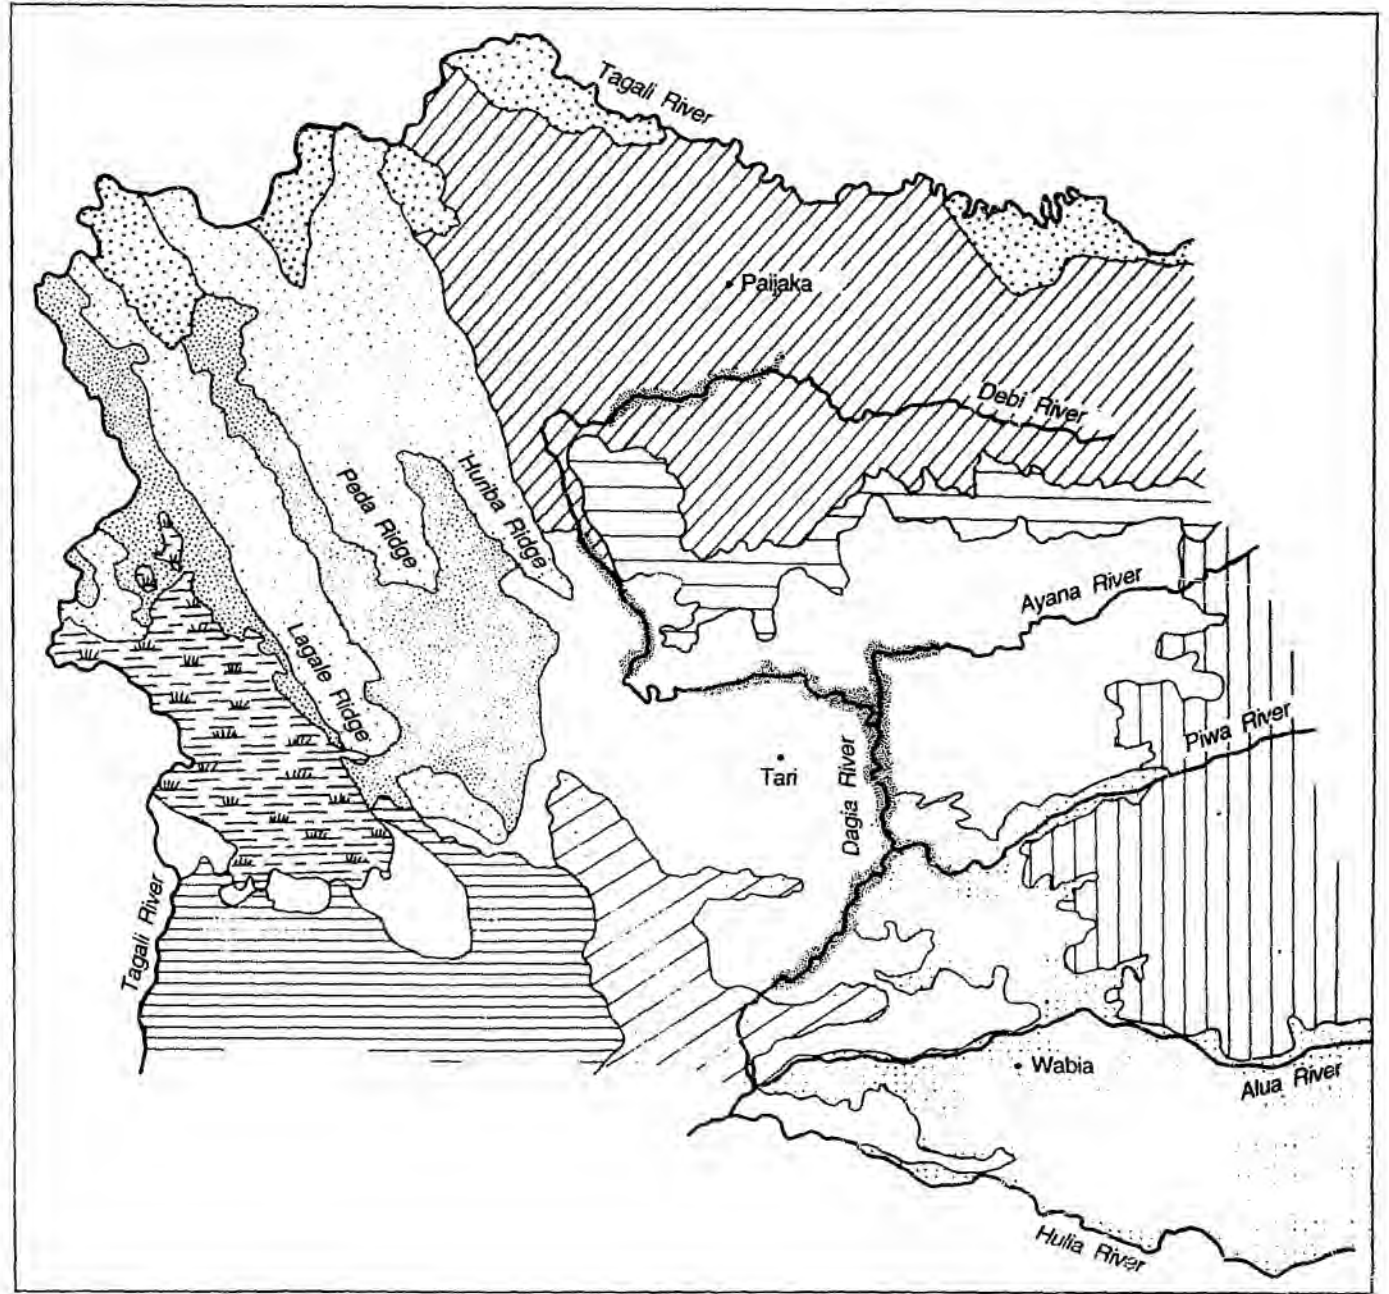 Tagali River
Paijaka
Debi River
Huriba Ridge
Peda Ridge
Ayana River
Lagale Ridge
Piwa River
Tari
Dagia River
Tagali River
Wabia
Alua River
Hulia River